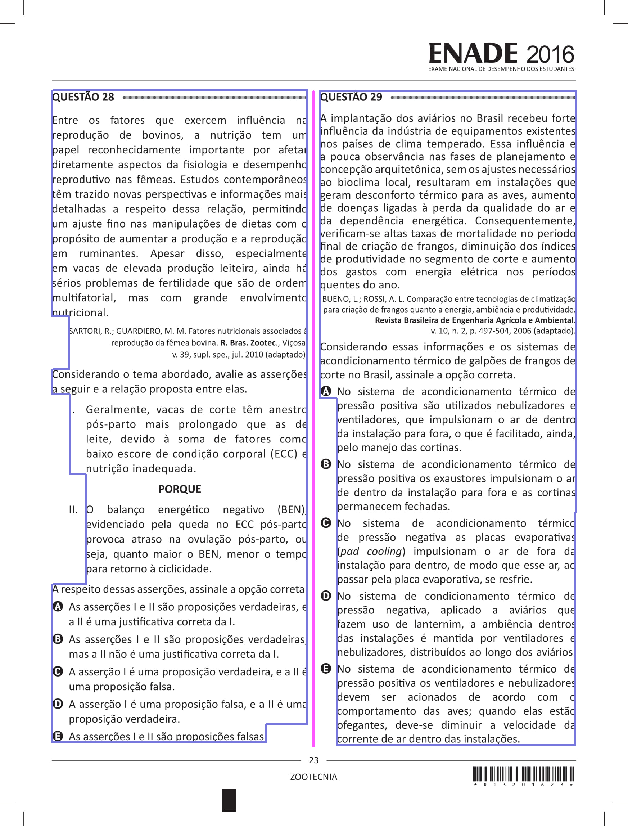 ENADE 2016
EXAME NACIONAL DE DESEMPENHO DOS ESTUDANTES
QUESTÃO 28
Entre os fatores que exercem influência na
reprodução de bovinos, a nutrição tem um
papel reconhecidamente importante por afetar
diretamente aspectos da fisiologia e desempenho
reprodutivo nas fêmeas. Estudos contemporâneos
têm trazido novas perspectivas e informações mais
detalhadas a respeito dessa relação, permitindo
um ajuste fino nas manipulações de dietas com o
propósito de aumentar a produção e a reprodução
em ruminantes. Apesar disso, especialmente
em vacas de elevada produção leiteira, ainda há
sérios problemas de fertilidade que são de ordem
multifatorial, mas com grande envolvimento
nutricional.
SARTORI, R.; GUARDIEIRO, M. M. Fatores nutricionais associados à
reprodução da fêmea bovina. R. Bras. Zootec., Viçosa,
v. 39, supl. spe., jul. 2010 (adaptado).
Considerando o tema abordado, avalie as asserções
a seguir e a relação proposta entre elas.
I. Geralmente, vacas de corte têm anestro
pós-parto mais prolongado que as de
leite, devido à soma de fatores como
baixo escore de condição corporal (ECC) e
nutrição inadequada.
PORQUE
II. O balanço energético negativo (BEN),
evidenciado pela queda no ECC pós-parto
provoca atraso na ovulação pós-parto, ou
seja, quanto maior o BEN, menor o tempo
para retorno à ciclicidade.
A respeito dessas asserções, assinale a opção correta.
A As asserções I e II são proposições verdadeiras, e
a II é uma justificativa correta da I.
B As asserções I e II são proposições verdadeiras,
mas a II não é uma justificativa correta da I.
C A asserção I é uma proposição verdadeira, e a II é
uma proposição falsa.
D A asserção I é uma proposição falsa, e a II é uma
proposição verdadeira.
E As asserções I e II são proposições falsas.
QUESTÃO 29
A implantação dos aviários no Brasil recebeu forte
influência da indústria de equipamentos existentes
nos países de clima temperado. Essa influência e
a pouca observância nas fases de planejamento e
concepção arquitetônica, sem os ajustes necessários
ao bioclima local, resultaram em instalações que
geram desconforto térmico para as aves, aumento
de doenças ligadas à perda da qualidade do ar e
da dependência energética. Consequentemente,
verificam-se altas taxas de mortalidade no período
final de criação de frangos, diminuição dos índices
de produtividade no segmento de corte e aumento
dos gastos com energia elétrica nos períodos
quentes do ano.
BUENO, L.; ROSSI, A. L. Comparação entre tecnologias de climatização
para criação de frangos quanto a energia, ambiência e produtividade.
Revista Brasileira de Engenharia Agrícola e Ambiental.
v. 10, n. 2, p. 497-504, 2006 (adaptado).
Considerando essas informações e os sistemas de
acondicionamento térmico de galpões de frangos de
corte no Brasil, assinale a opção correta.
A No sistema de acondicionamento térmico de
pressão positiva são utilizados nebulizadores e
ventiladores, que impulsionam o ar de dentro
da instalação para fora, o que é facilitado, ainda,
pelo manejo das cortinas.
B No sistema de acondicionamento térmico de
pressão positiva os exaustores impulsionam o ar
de dentro da instalação para fora e as cortinas
permanecem fechadas.
C No sistema de acondicionamento térmico
de pressão negativa as placas evaporativas
(pad cooling) impulsionam o ar de fora da
instalação para dentro, de modo que esse ar, ao
passar pela placa evaporativa, se resfrie.
D No sistema de condicionamento térmico de
pressão negativa, aplicado a aviários que
fazem uso de lanternim, a ambiência dentro
das instalações é mantida por ventiladores e
nebulizadores, distribuídos ao longo dos aviários.
E No sistema de acondicionamento térmico de
pressão positiva os ventiladores e nebulizadores
devem ser acionados de acordo com o
comportamento das aves; quando elas estão
ofegantes, deve-se diminuir a velocidade da
corrente de ar dentro das instalações.
23
ZOOTECNIA